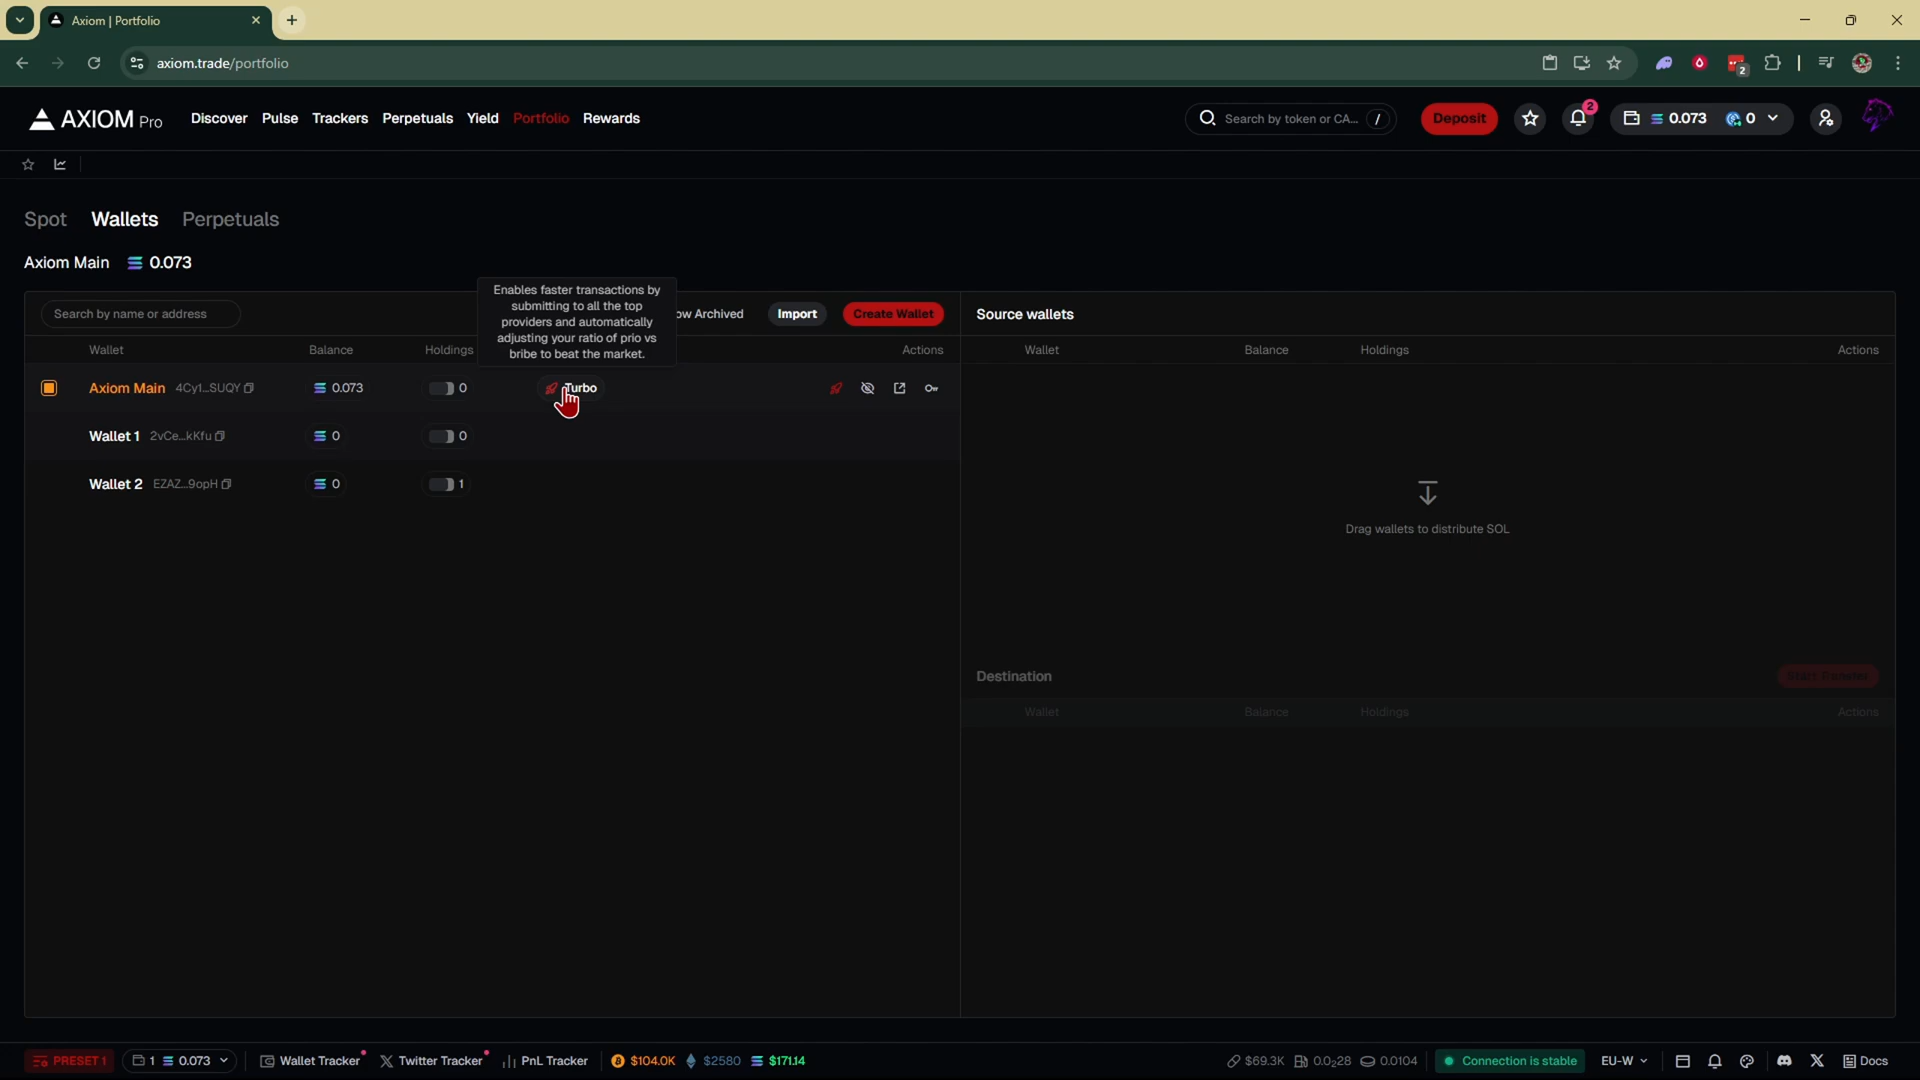 Axiom | Portfolio
axiom.trade/portfolio
2
AXIOM Pro
Discover
Pulse
Trackers
Perpetuals
Yield
Portfolio
Rewards
Search by token or CA...
/
Deposit
2
0.073
0
Spot
Wallets
Perpetuals
Axiom Main
0.073
Enables faster transactions by
submitting to all the top
providers and automatically
adjusting your ratio of prio vs
bribe to beat the market.
Search by name or address
ow Archived
Import
Create Wallet
Source wallets
Wallet
Balance
Holdings
Actions
Wallet
Balance
Holdings
Actions
Axiom Main 4Cy1...SUQY
0.073
0
Turbo
Wallet 1 2vCe...kKfu
0
0
Wallet 2 EZAZ...9opH
0
1
Drag wallets to distribute SOL
Destination
Start Transfer
Wallet
Balance
Holdings
Actions
PRESET 1
1
0.073
Wallet Tracker
Twitter Tracker
PnL Tracker
$104.0K
$2580
$171.14
$69.3K
0.0₂28
0.0104
Connection is stable
EU-W
Docs